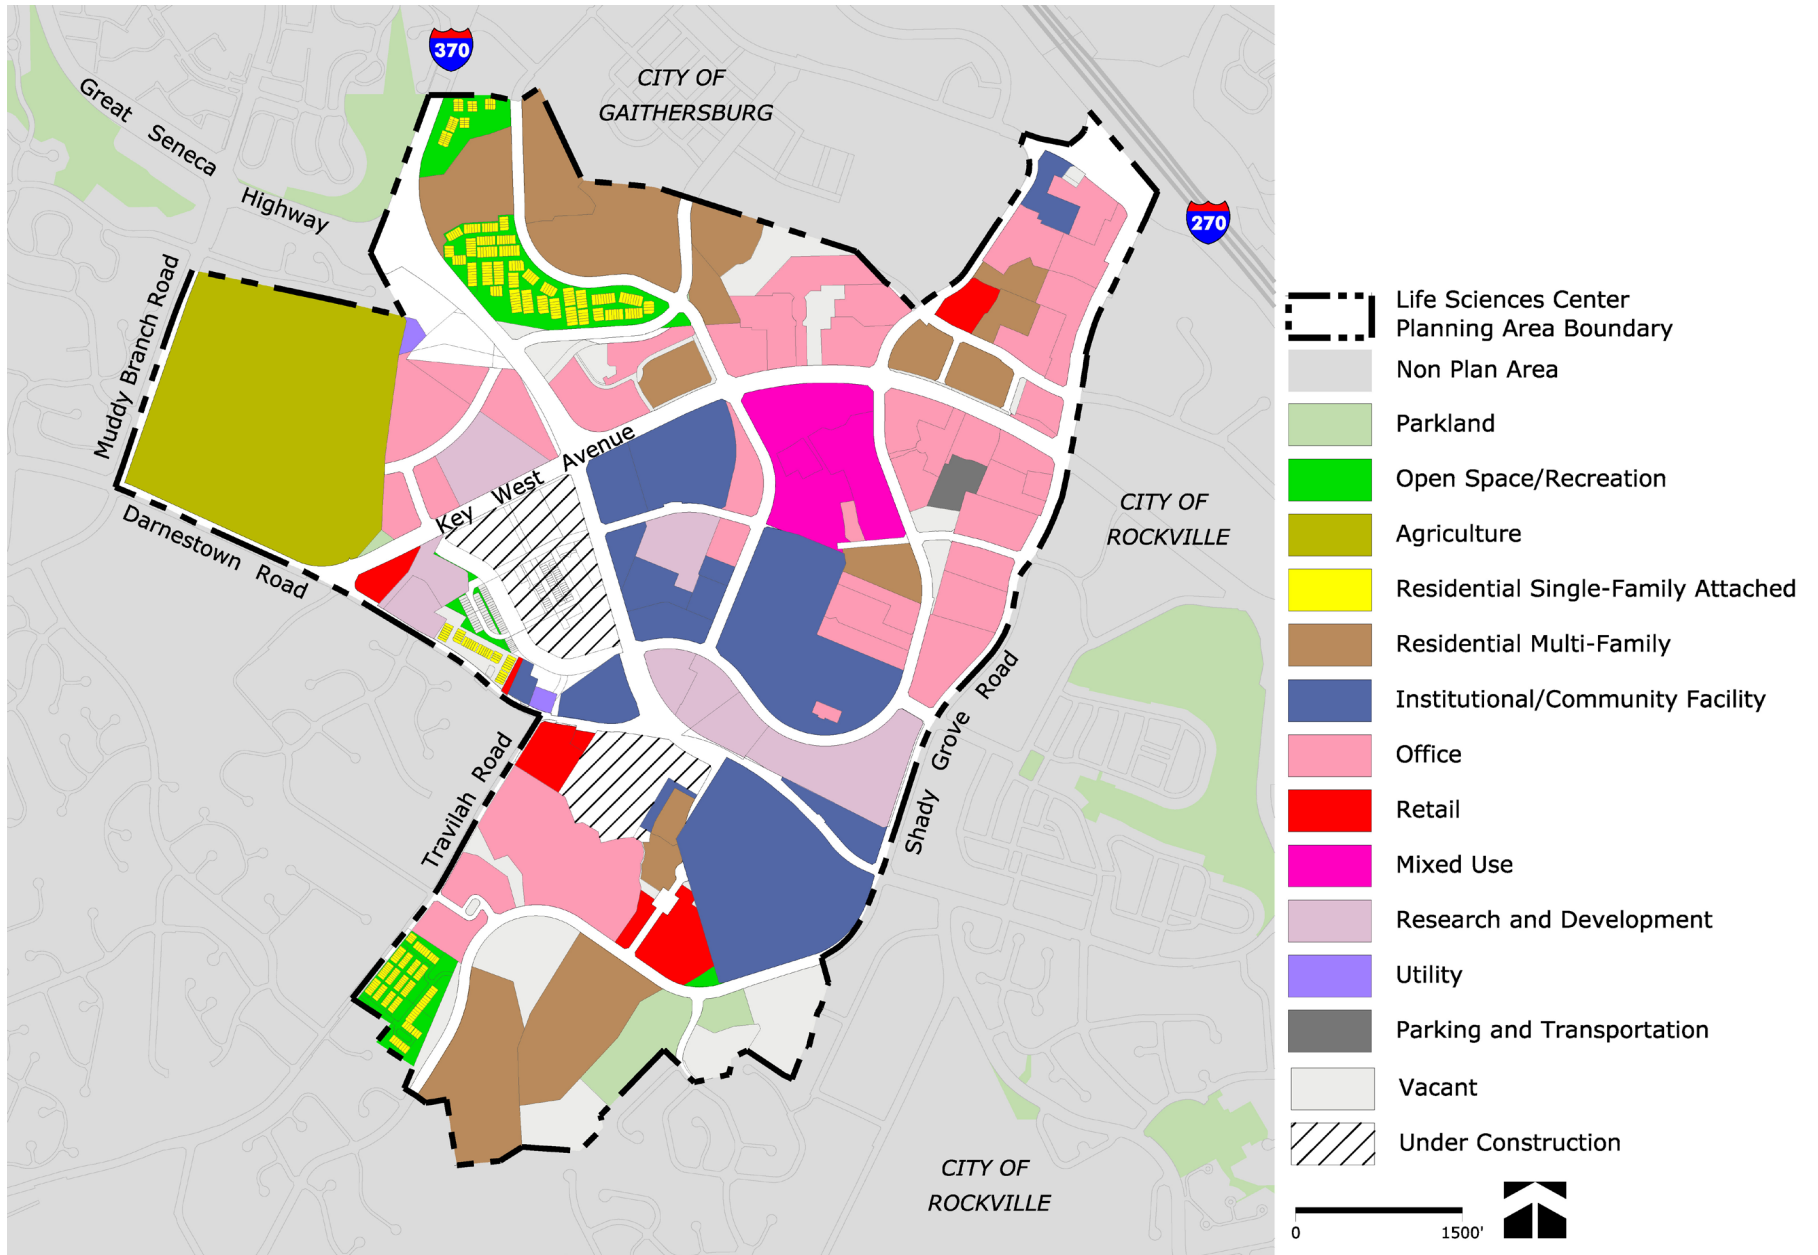 370
CITY OF
GAITHERSBURG
Great Seneca
Highway
270
Muddy Branch Road
Key West Avenue
CITY OF
ROCKVILLE
Darnestown Road
Travilah Road
Shady Grove Road
CITY OF
ROCKVILLE
Life Sciences Center
Planning Area Boundary
Non Plan Area
Parkland
Open Space/Recreation
Agriculture
Residential Single-Family Attached
Residential Multi-Family
Institutional/Community Facility
Office
Retail
Mixed Use
Research and Development
Utility
Parking and Transportation
Vacant
Under Construction
0 1500'